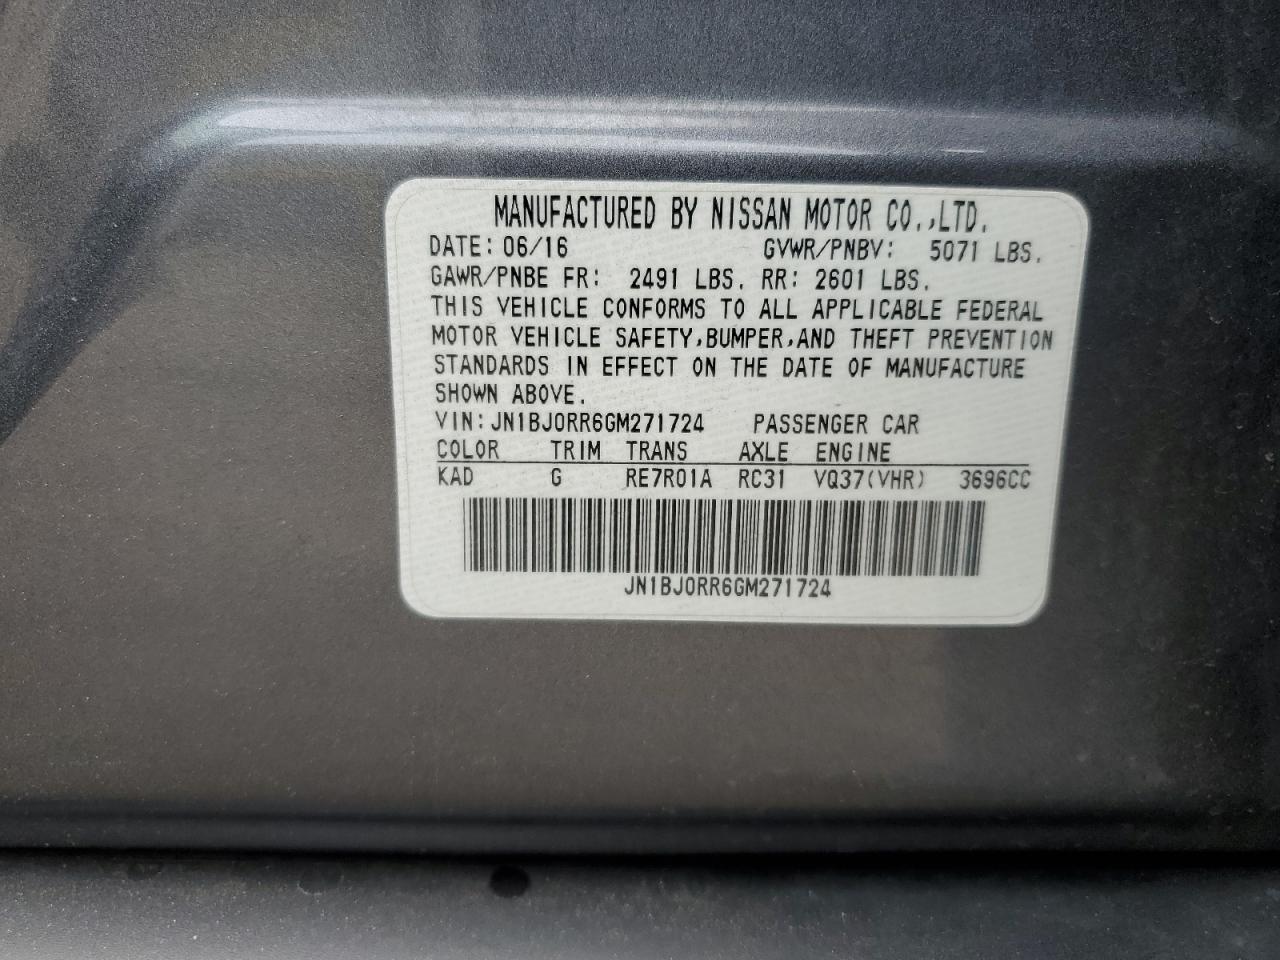 MANUFACTURED BY NISSAN MOTOR CO.,LTD.
DATE: 06/16 GVWR/PNBV: 5071 LBS.
GAWR/PNBE FR: 2491 LBS. RR: 2601 LBS.
THIS VEHICLE CONFORMS TO ALL APPLICABLE FEDERAL
MOTOR VEHICLE SAFETY,BUMPER,AND THEFT PREVENTION
STANDARDS IN EFFECT ON THE DATE OF MANUFACTURE
SHOWN ABOVE.
VIN:JN1BJ0RR6GM271724 PASSENGER CAR
COLOR TRIM TRANS AXLE ENGINE
KAD G RE7R01A RC31 VQ37(VHR) 3696CC
JN1BJ0RR6GM271724